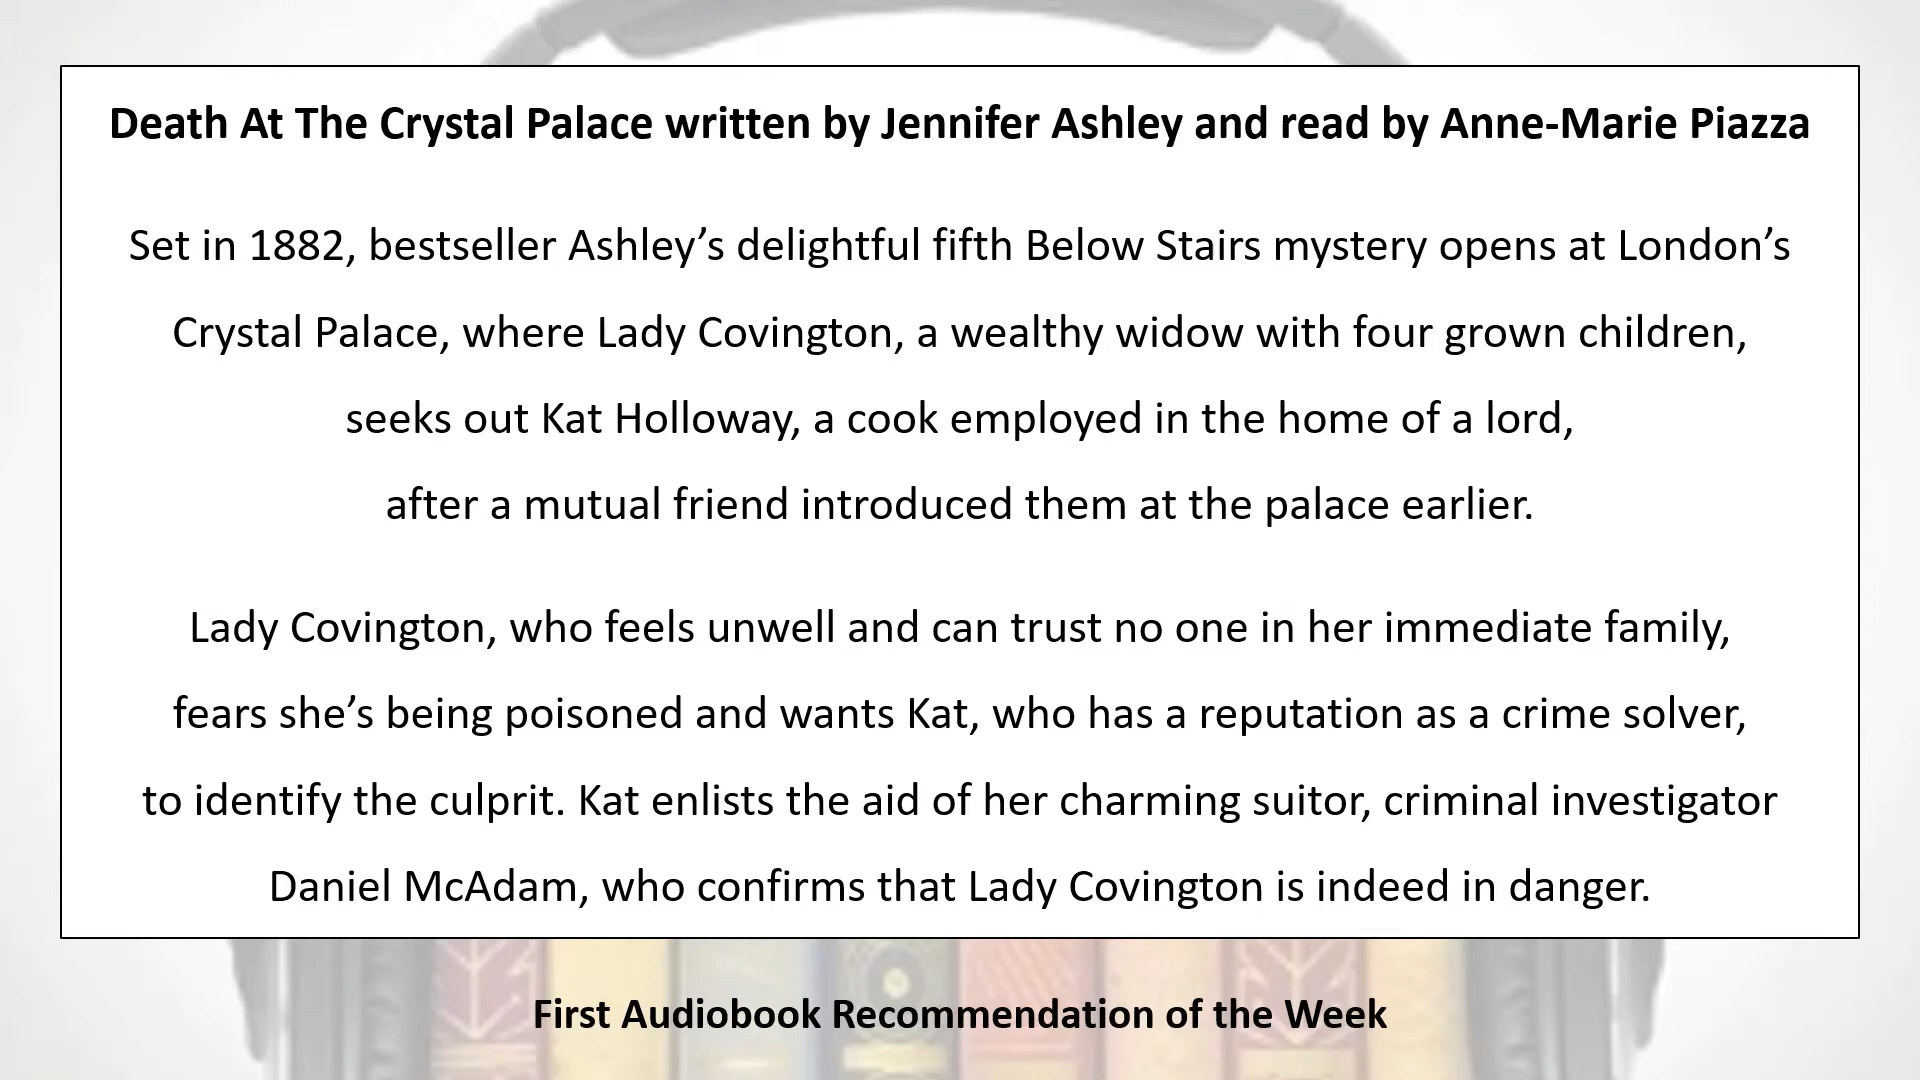 Death At The Crystal Palace written by Jennifer Ashley and read by Anne-Marie Piazza
Set in 1882, bestseller Ashley’s delightful fifth Below Stairs mystery opens at London’s
Crystal Palace, where Lady Covington, a wealthy widow with four grown children,
seeks out Kat Holloway, a cook employed in the home of a lord,
after a mutual friend introduced them at the palace earlier.
Lady Covington, who feels unwell and can trust no one in her immediate family,
fears she’s being poisoned and wants Kat, who has a reputation as a crime solver,
to identify the culprit. Kat enlists the aid of her charming suitor, criminal investigator
Daniel McAdam, who confirms that Lady Covington is indeed in danger.
First Audiobook Recommendation of the Week